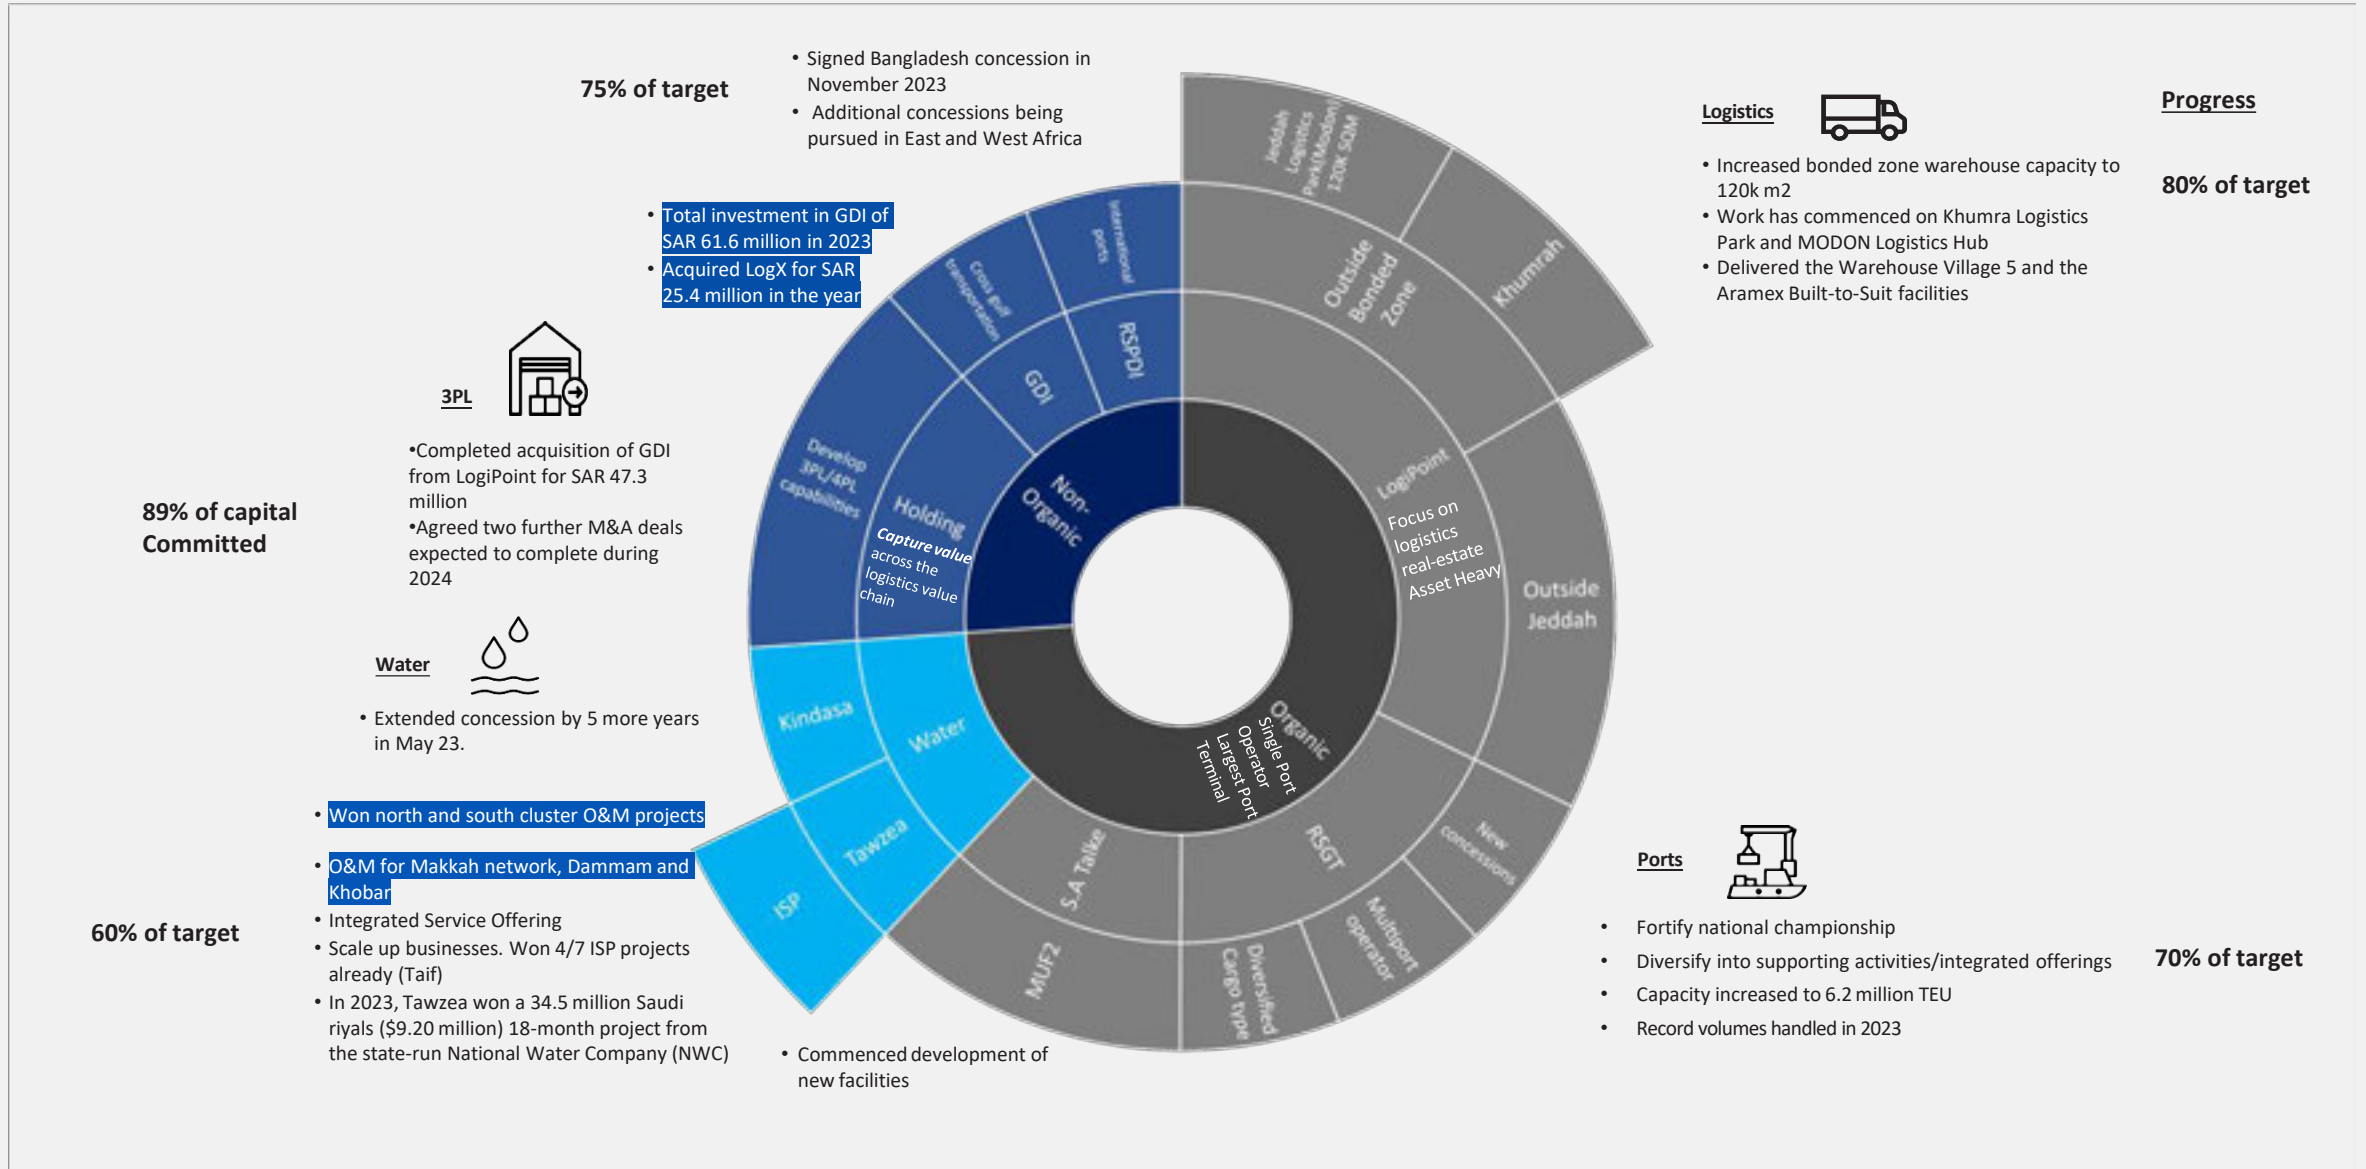 75% of target
• Signed Bangladesh concession in
November 2023
• Additional concessions being
pursued in East and West Africa
• Total investment in GDI of
SAR 61.6 million in 2023
• Acquired LogX for SAR
25.4 million in the year
3PL
•Completed acquisition of GDI
from LogiPoint for SAR 47.3
million
•Agreed two further M&A deals
expected to complete during
2024
89% of capital
Committed
Water
• Extended concession by 5 more years
in May 23.
• Won north and south cluster O&M projects
• O&M for Makkah network, Dammam and
Khobar
• Integrated Service Offering
• Scale up businesses. Won 4/7 ISP projects
already (Taif)
• In 2023, Tawzea won a 34.5 million Saudi
riyals ($9.20 million) 18-month project from
the state-run National Water Company (NWC)
60% of target
• Commenced development of
new facilities
Jeddah
Logistics
Park(Modon)
120K SQM
Khumrah
Outside
Bonded
Zone
LogiPoint
Focus on
logistics
real-estate
Asset Heavy
Outside
Jeddah
International
ports
RSPDI
Cross gulf
transportation
GDI
Develop
3PL/4PL
capabilities
Holding
Capture value
across the
logistics value
chain
Non-
Organic
Organic
Single Port
Operator
Largest Port
Terminal
Kindasa
Water
Tawzea
ISP
S.A Talke
MUF2
RSGT
Diversified
Cargo type
Multiport
operator
New
concessions
Logistics
Progress
• Increased bonded zone warehouse capacity to
120k m2
• Work has commenced on Khumra Logistics
Park and MODON Logistics Hub
• Delivered the Warehouse Village 5 and the
Aramex Built-to-Suit facilities
80% of target
Ports
• Fortify national championship
• Diversify into supporting activities/integrated offerings
• Capacity increased to 6.2 million TEU
• Record volumes handled in 2023
70% of target